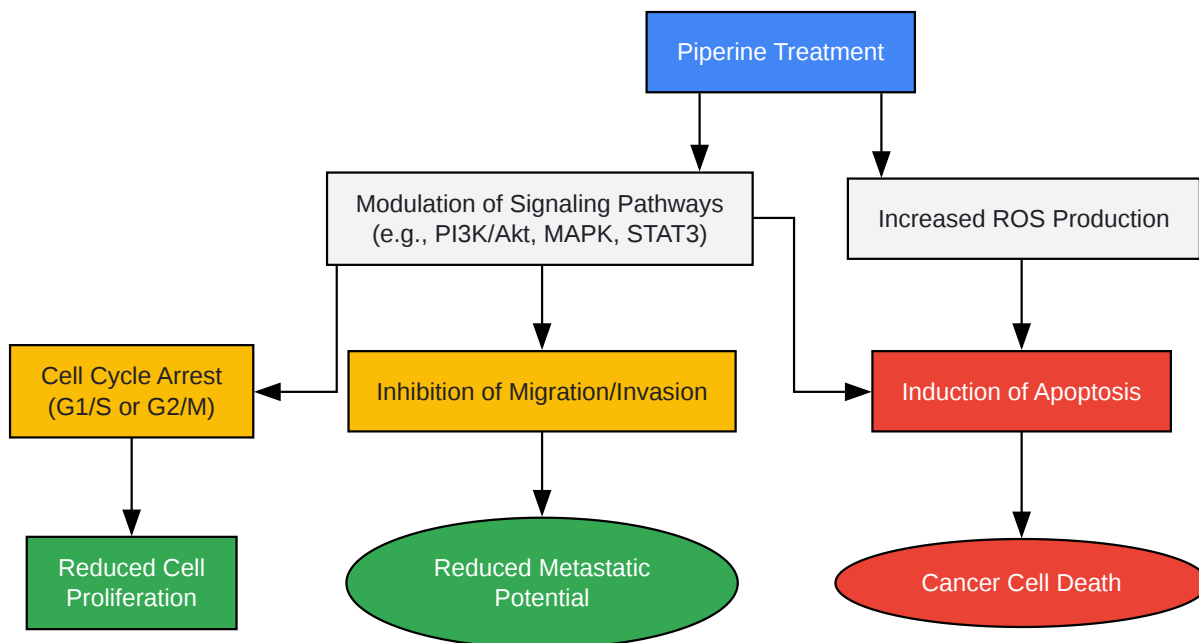 Piperine Treatment
Modulation of Signaling Pathways
(e.g., PI3K/Akt, MAPK, STAT3)
Increased ROS Production
Cell Cycle Arrest
(G1/S or G2/M)
Inhibition of Migration/Invasion
Induction of Apoptosis
Reduced Cell
Proliferation
Reduced Metastatic
Potential
Cancer Cell Death